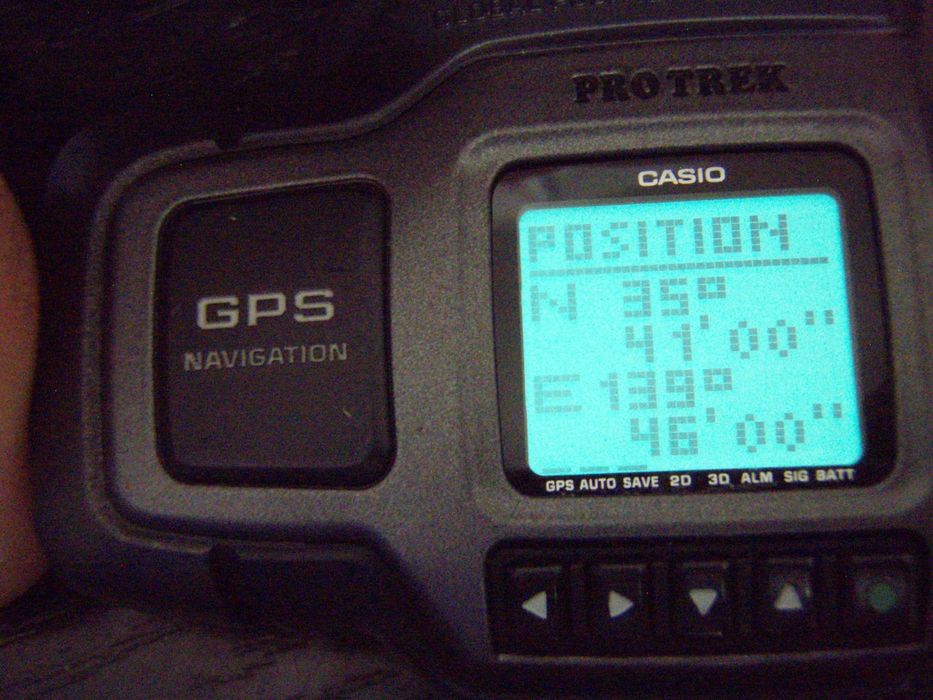 PRO TREK
CASIO
POSITION
N 35°
41'00"
E 139°
46'00"
GPS AUTO SAVE 2D 3D ALM SIG BATT
GPS
NAVIGATION